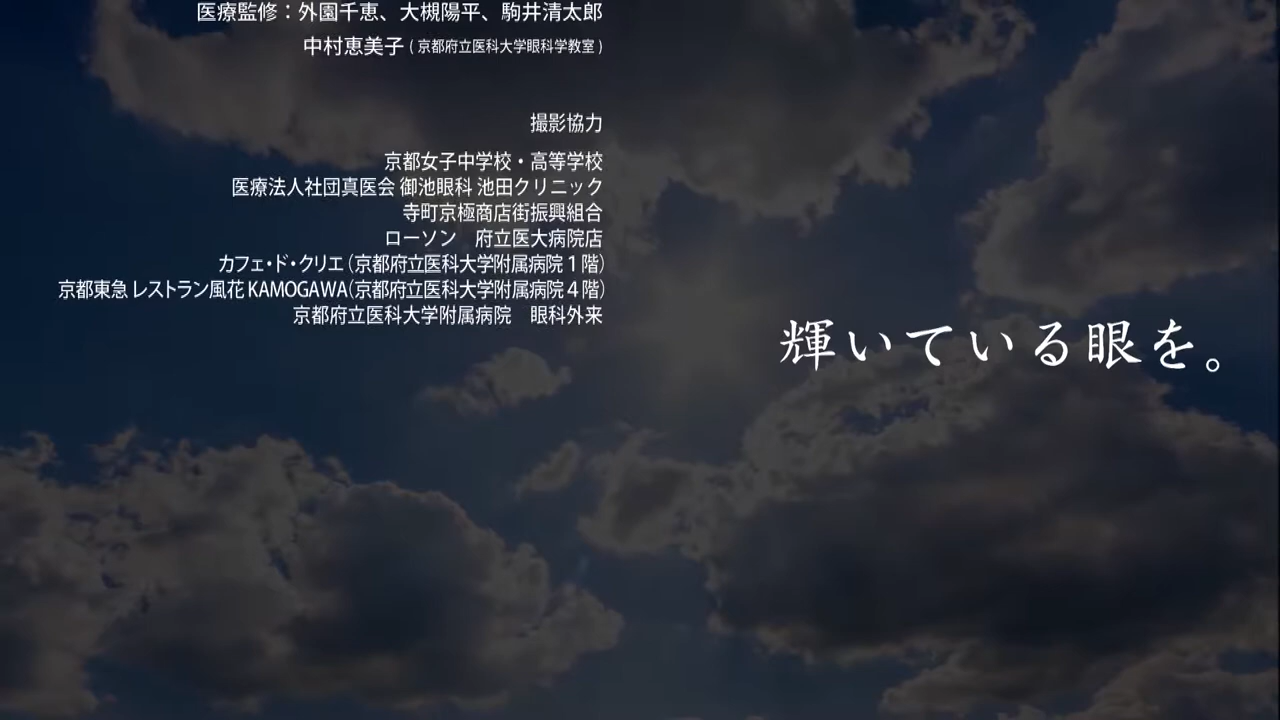 医療監修：外園千恵、大槻陽平、駒井清太郎
中村恵美子 ( 京都府立医科大学眼科学教室 )
撮影協力
京都女子中学校・高等学校
医療法人社団真医会 御池眼科 池田クリニック
寺町京極商店街振興組合
ローソン　府立医大病院店
カフェ・ド・クリエ (京都府立医科大学附属病院 1 階)
京都東急 レストラン風花 KAMOGAWA(京都府立医科大学附属病院 4 階)
京都府立医科大学附属病院　眼科外来
輝いている眼を。